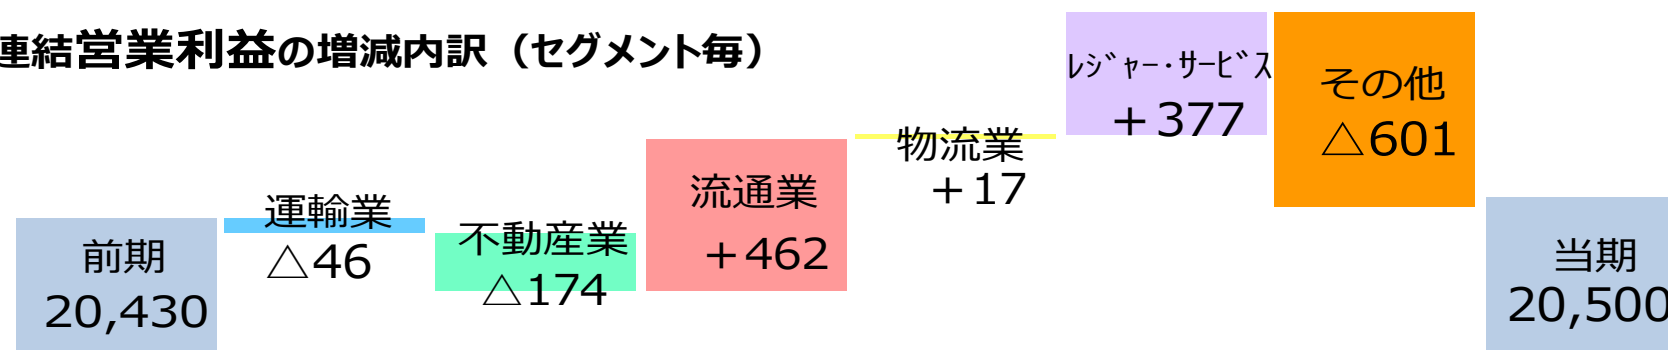 連結営業利益の増減内訳（セグメント毎）
前期
20,430
運輸業
△46
不動産業
△174
流通業
＋462
物流業
＋17
ﾚｼﾞｬｰ･ｻｰﾋﾞｽ
＋377
その他
△601
当期
20,500